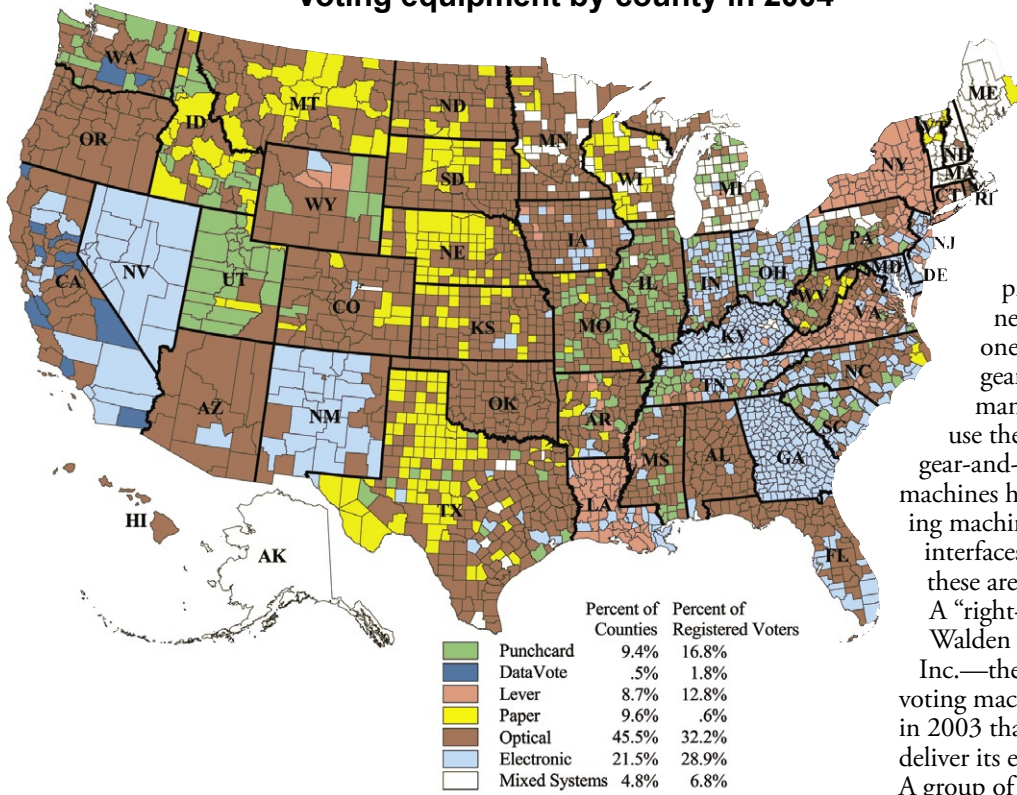 voting equipment by county in 2004
WA
MT
ND
MN
ME
OR
ID
SD
WI
MI
VT
NH
NY
MA
CT
RI
WY
NE
IA
PA
NJ
NV
UT
CO
IL
IN
OH
MD
DE
CA
KS
MO
WV
VA
KY
AZ
NM
OK
AR
TN
NC
SC
TX
MS
AL
GA
LA
HI
AK
FL
p
ne
one
gear
man
use the
gear-and-
machines h
ing machin
interfaces
these are
A “right-
Walden
Inc.—the
voting mac
in 2003 tha
deliver its e
A group of
Percent of Percent of
Counties Registered Voters
Punchcard 9.4% 16.8%
DataVote .5% 1.8%
Lever 8.7% 12.8%
Paper 9.6% .6%
Optical 45.5% 32.2%
Electronic 21.5% 28.9%
Mixed Systems 4.8% 6.8%